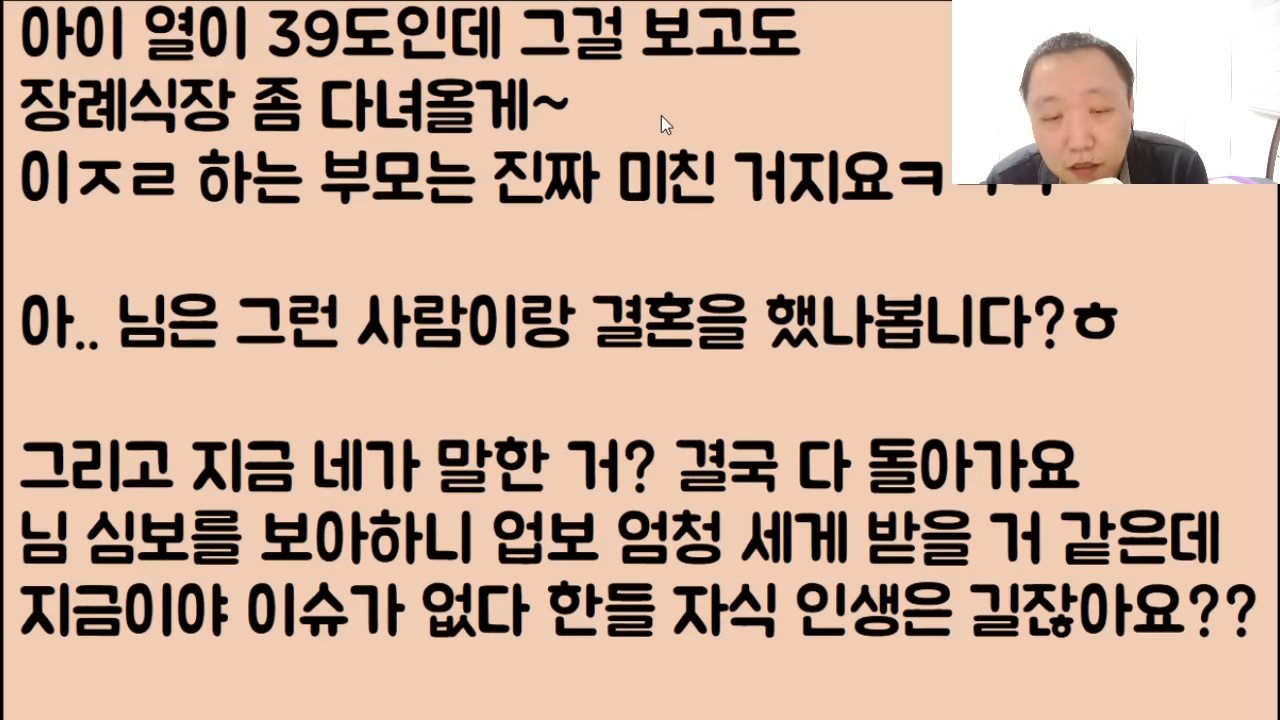 아이 열이 39도인데 그걸 보고도
장례식장 좀 다녀올게~
이ㅈㄹ 하는 부모는 진짜 미친 거지요ㅋ
아.. 님은 그런 사람이랑 결혼을 했나봅니다?ㅎ
그리고 지금 네가 말한 거? 결국 다 돌아가요
님 심보를 보아하니 업보 엄청 세게 받을 거 같은데
지금이야 이슈가 없다 한들 자식 인생은 길잖아요??